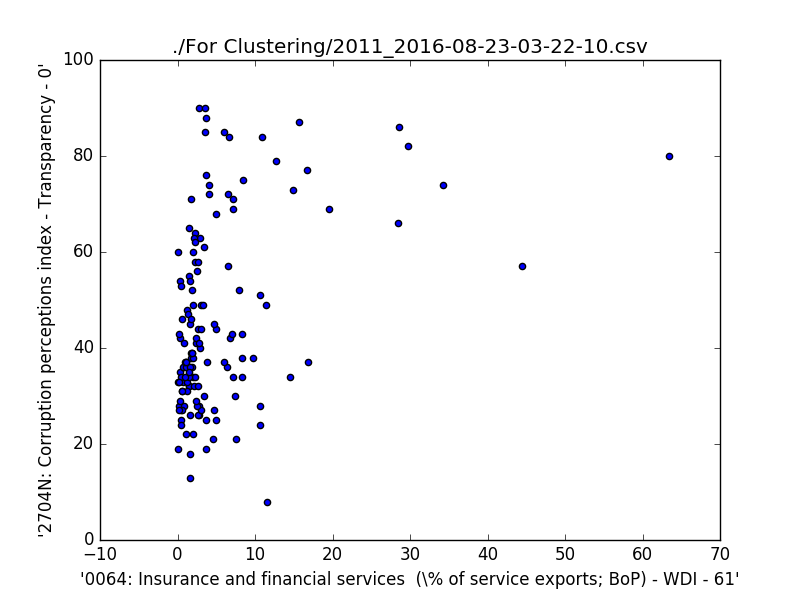 ./For Clustering/2011_2016-08-23-03-22-10.csv
'2704N: Corruption perceptions index - Transparency - 0'
100
80
60
40
20
0
−10 0 10 20 30 40 50 60 70
'0064: Insurance and financial services (\% of service exports; BoP) - WDI - 61'